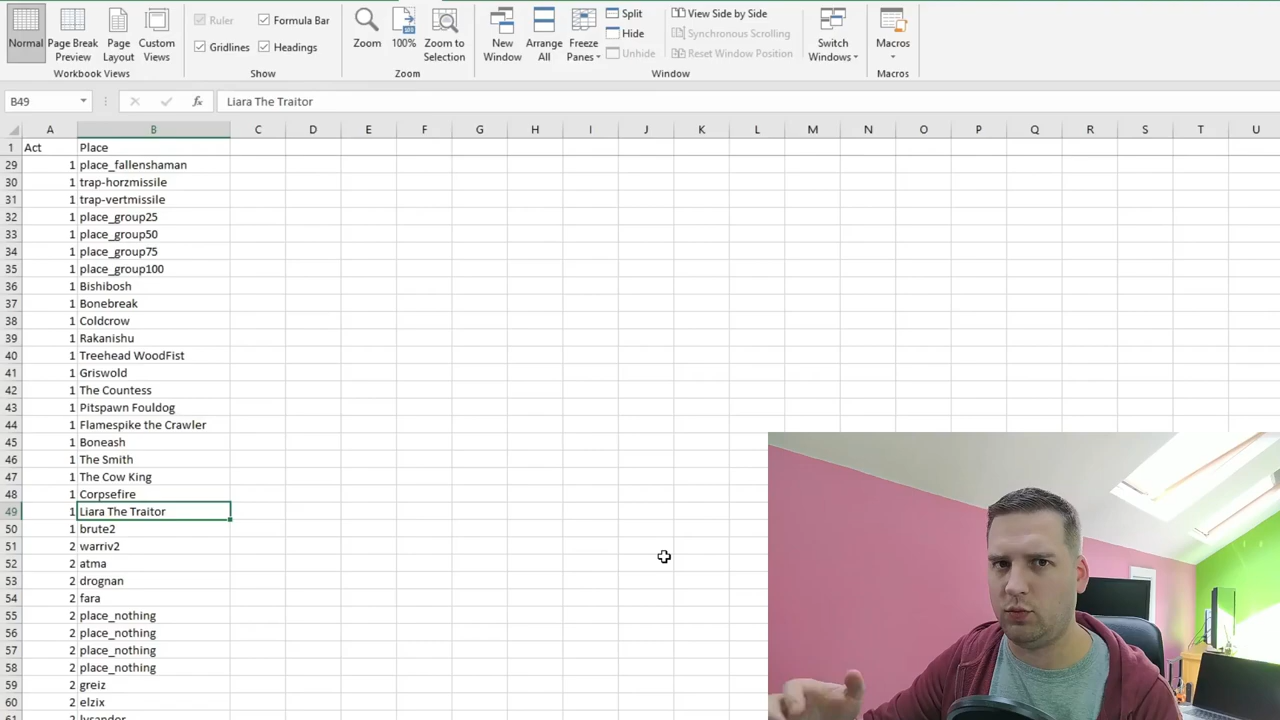 Normal Page Break Preview Page Layout Custom Views
Workbook Views
Ruler Formula Bar
Gridlines Headings
Show
Zoom 100% Zoom to Selection
Zoom
New Window Arrange All Freeze Panes
Split View Side by Side
Hide Synchronous Scrolling
Unhide Reset Window Position
Switch Windows
Window
Macros
Macros
B49 fx Liara The Traitor
A B C D E F G H I J K L M N O P Q R S T U
1 Act Place
29 1 place_fallenshaman
30 1 trap-horzmissile
31 1 trap-vertmissile
32 1 place_group25
33 1 place_group50
34 1 place_group75
35 1 place_group100
36 1 Bishibosh
37 1 Bonebreak
38 1 Coldcrow
39 1 Rakanishu
40 1 Treehead WoodFist
41 1 Griswold
42 1 The Countess
43 1 Pitspawn Fouldog
44 1 Flamespike the Crawler
45 1 Boneash
46 1 The Smith
47 1 The Cow King
48 1 Corpsefire
49 1 Liara The Traitor
50 1 brute2
51 2 warriv2
52 2 atma
53 2 drognan
54 2 fara
55 2 place_nothing
56 2 place_nothing
57 2 place_nothing
58 2 place_nothing
59 2 greiz
60 2 elzix
61 2 lysander